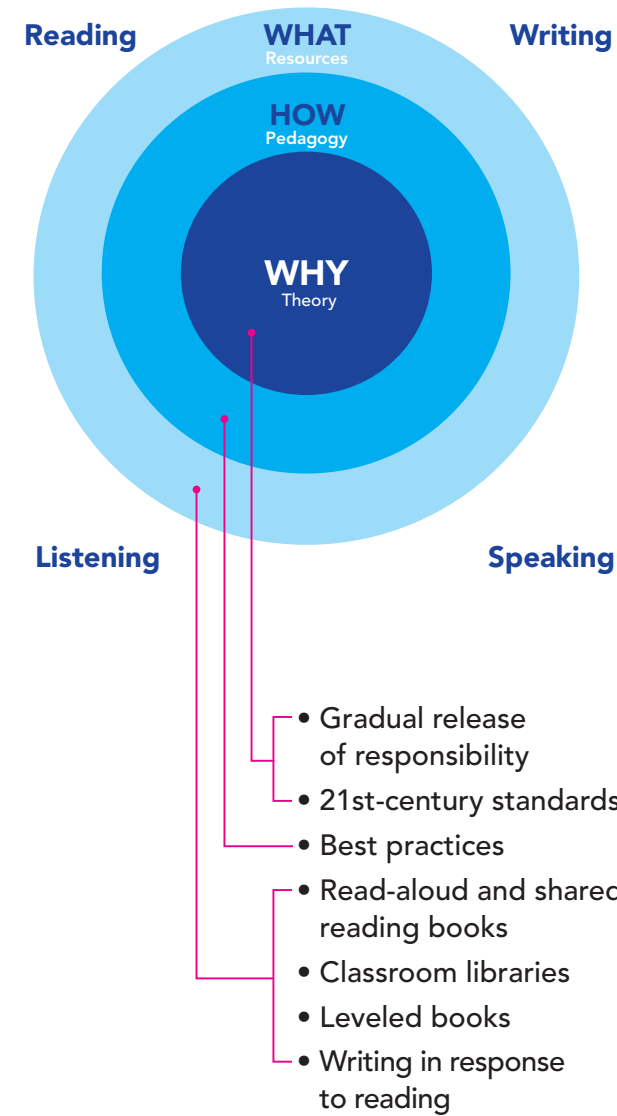 Reading
WHAT
Writing
Resources
HOW
Pedagogy
WHY
Theory
Listening
Speaking
• Gradual release
of responsibility
• 21st-century standards
• Best practices
• Read-aloud and shared
reading books
• Classroom libraries
• Leveled books
• Writing in response
to reading